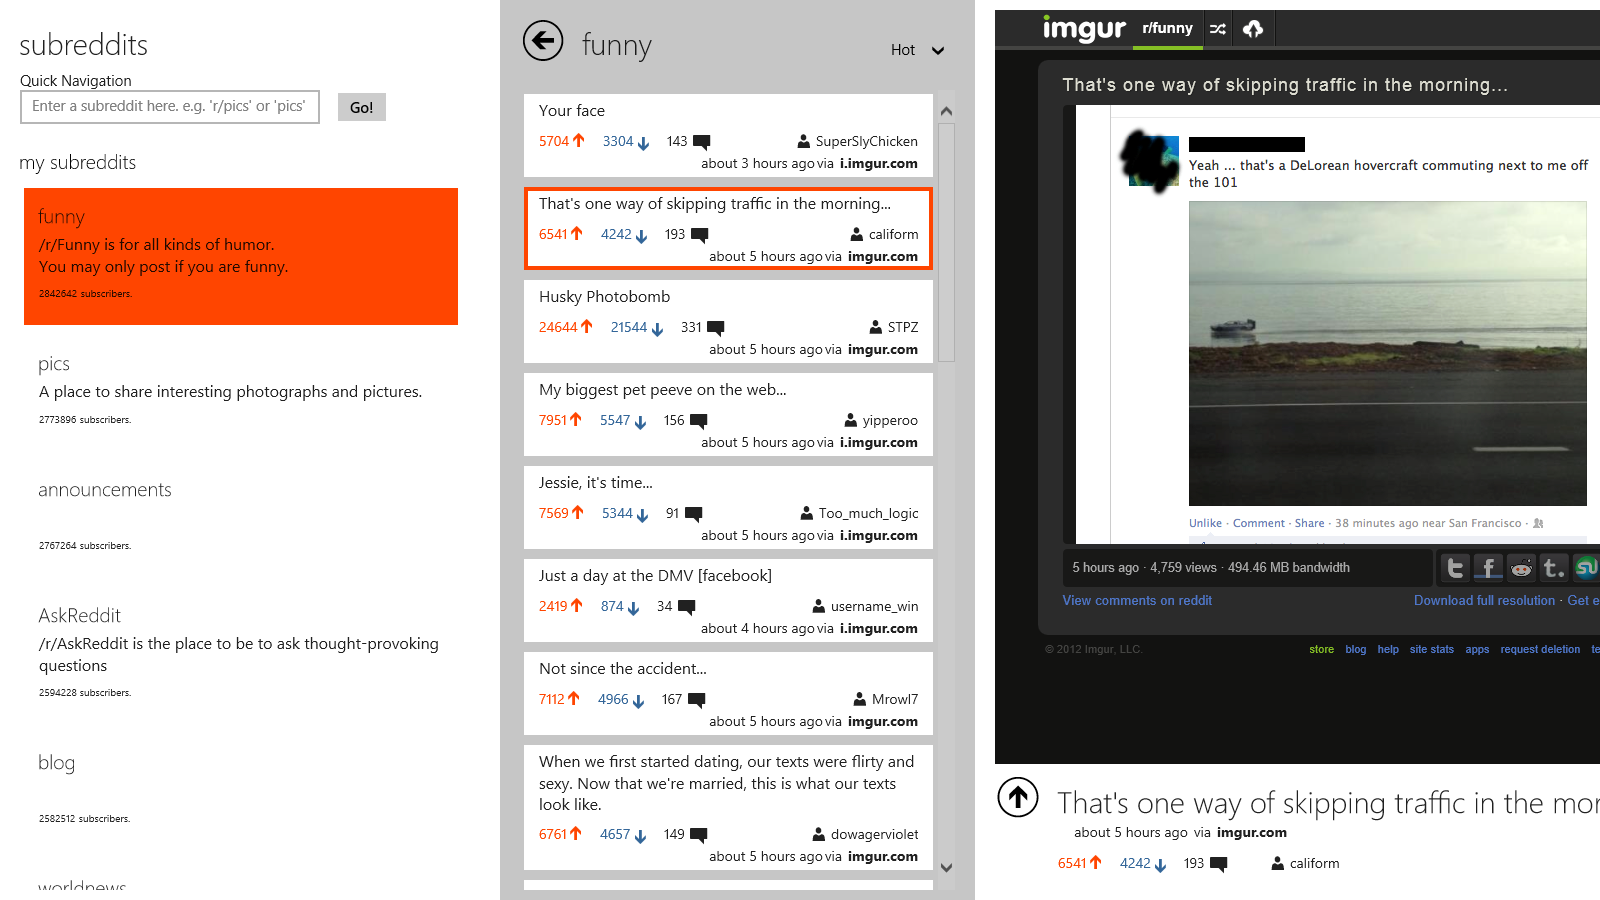 subreddits
Quick Navigation
Enter a subreddit here. e.g. 'r/pics' or 'pics'
Go!
my subreddits
funny
/r/Funny is for all kinds of humor.
You may only post if you are funny.
2842642 subscribers.
pics
A place to share interesting photographs and pictures.
2773896 subscribers.
announcements
2767264 subscribers.
AskReddit
/r/AskReddit is the place to be to ask thought-provoking
questions
2594228 subscribers.
blog
2582512 subscribers.
worldnews
funny
Hot
Your face
5704 3304 143 SuperSlyChicken
about 3 hours ago via i.imgur.com
That's one way of skipping traffic in the morning...
6541 4242 193 caliform
about 5 hours ago via imgur.com
Husky Photobomb
24644 21544 331 STPZ
about 5 hours ago via imgur.com
My biggest pet peeve on the web...
7951 5547 156 yipperoo
about 5 hours ago via i.imgur.com
Jessie, it's time...
7569 5344 91 Too_much_logic
about 5 hours ago via i.imgur.com
Just a day at the DMV [facebook]
2419 874 34 username_win
about 4 hours ago via i.imgur.com
Not since the accident...
7112 4966 167 Mrowl7
about 5 hours ago via imgur.com
When we first started dating, our texts were flirty and
sexy. Now that we're married, this is what our texts
look like.
6761 4657 149 dowagerviolet
about 5 hours ago via imgur.com
imgur r/funny
That's one way of skipping traffic in the morning...
Yeah ... that's a DeLorean hovercraft commuting next to me off
the 101
Unlike · Comment · Share · 38 minutes ago near San Francisco ·
5 hours ago · 4,759 views · 494.46 MB bandwidth
t f t. su
View comments on reddit
Download full resolution · Get e
© 2012 Imgur, LLC.
store blog help site stats apps request deletion te
That's one way of skipping traffic in the mor
about 5 hours ago via imgur.com
6541 4242 193 caliform